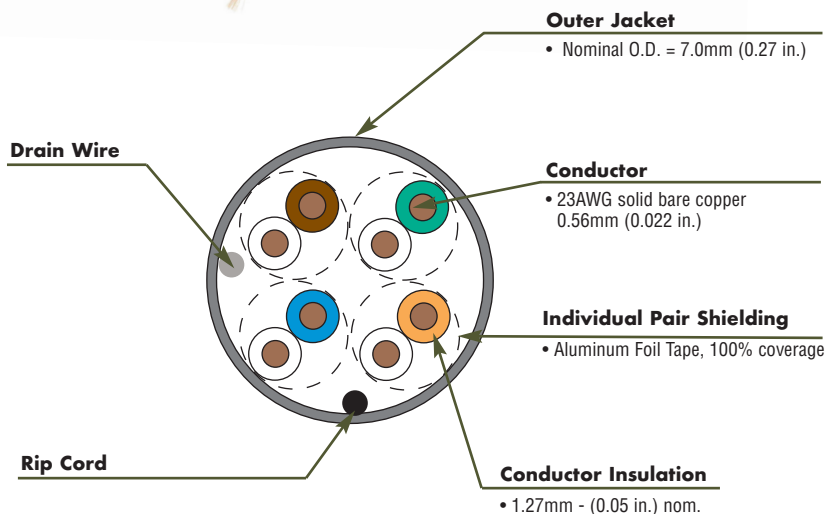 Outer Jacket
• Nominal O.D. = 7.0mm (0.27 in.)
Drain Wire
Conductor
• 23AWG solid bare copper
0.56mm (0.022 in.)
Individual Pair Shielding
• Aluminum Foil Tape, 100% coverage
Rip Cord
Conductor Insulation
• 1.27mm - (0.05 in.) nom.